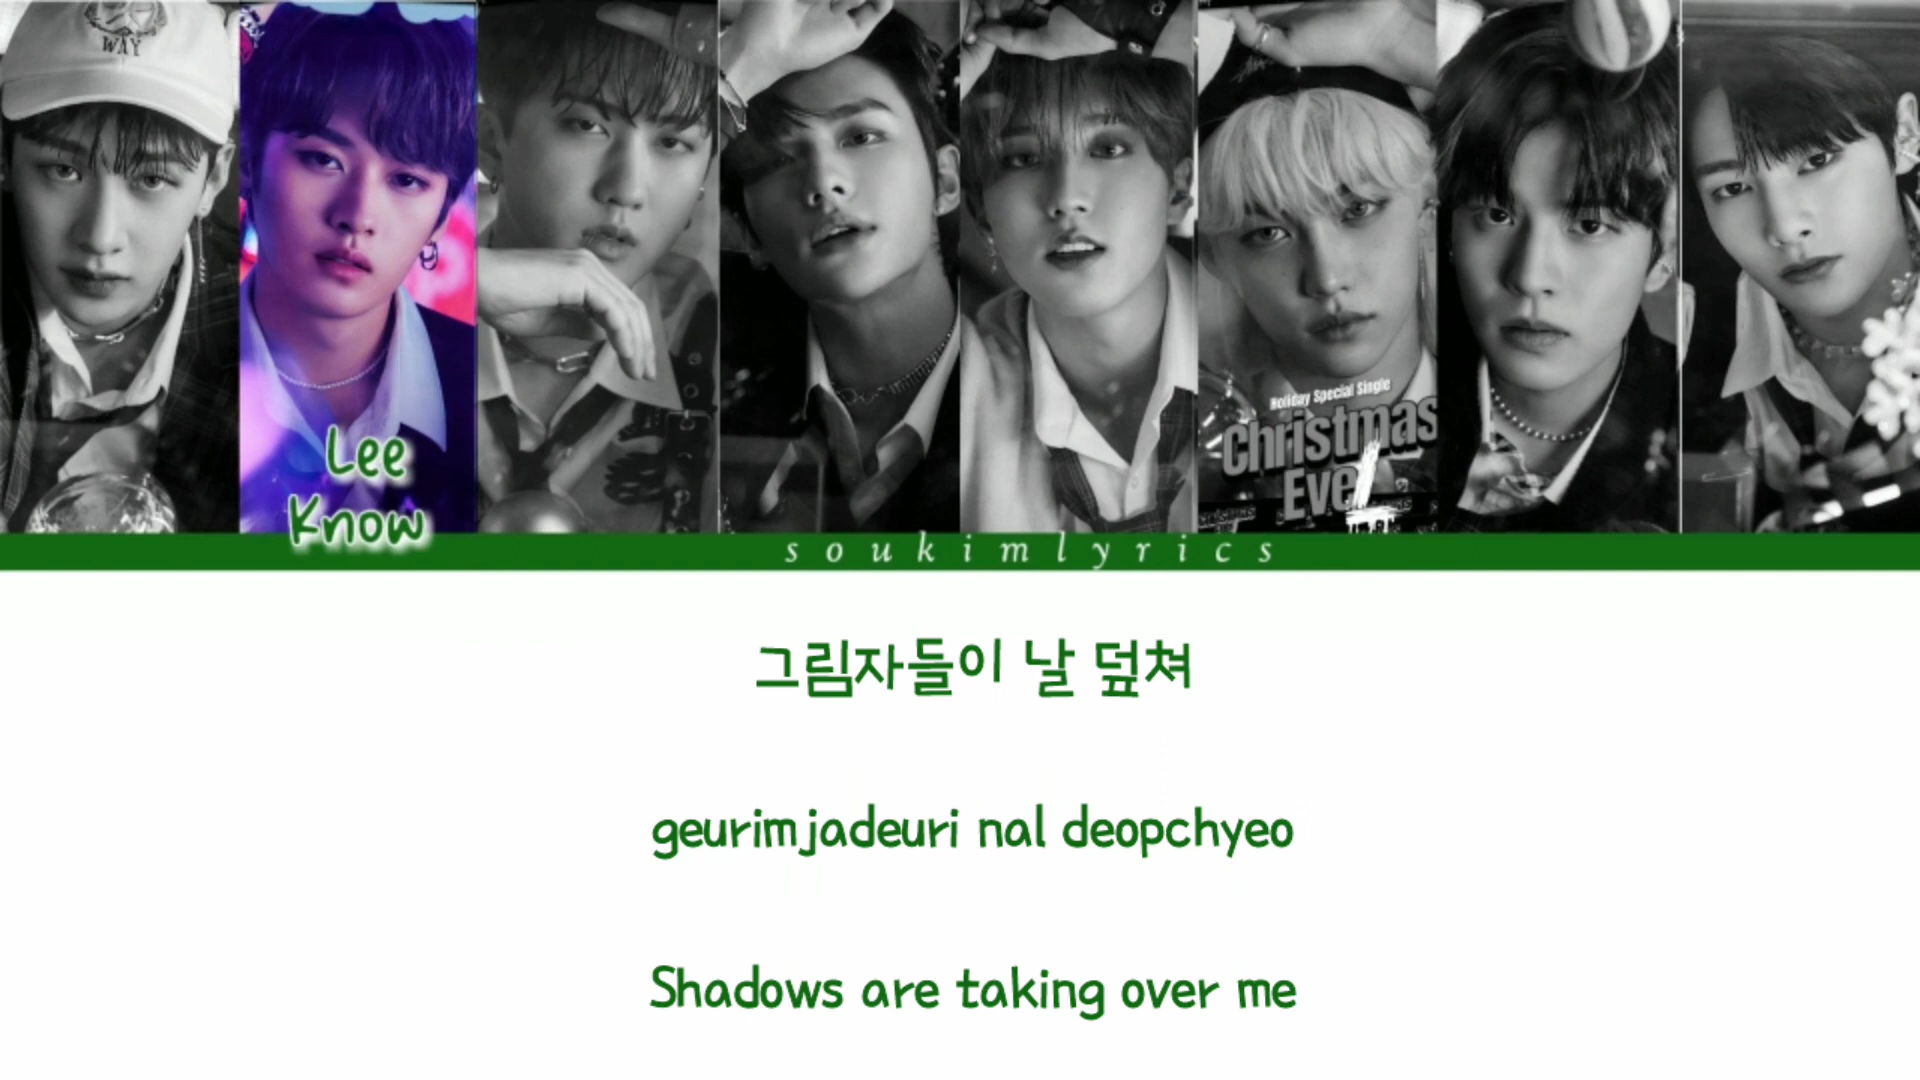 WAY
Holiday Special Single
Christmas
Eve
Lee
Know
soukimlyrics
그림자들이 날 덮쳐
geurimjadeuri nal deopchyeo
Shadows are taking over me